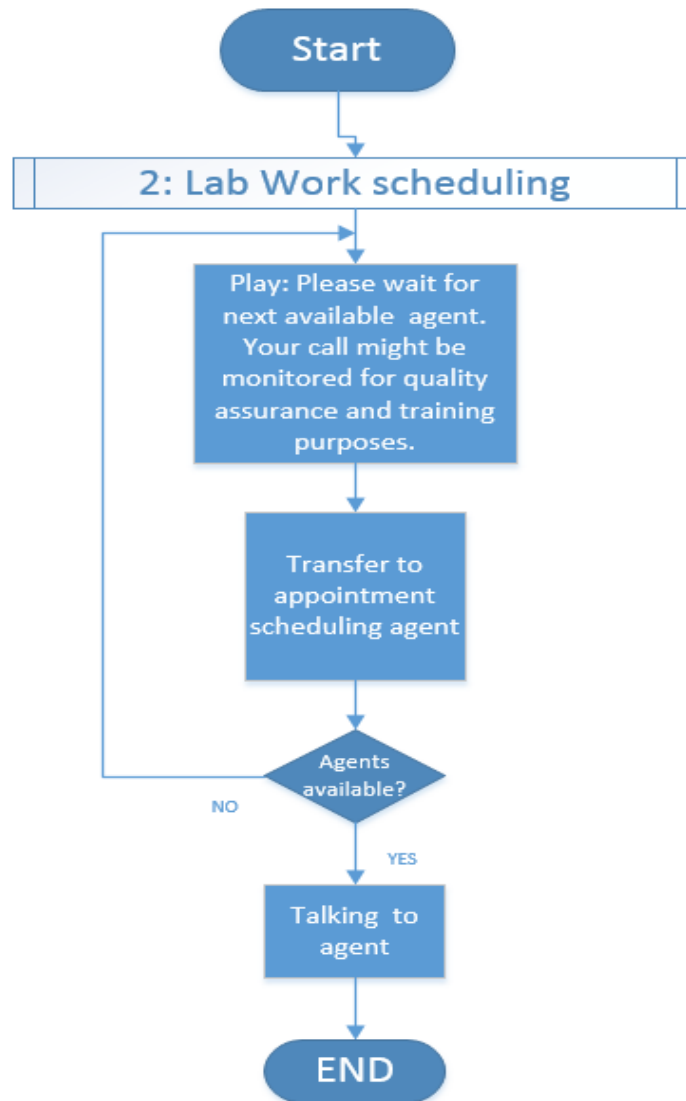 Start
2: Lab Work scheduling
Play: Please wait for
next available agent.
Your call might be
monitored for quality
assurance and training
purposes.
Transfer to
appointment
scheduling agent
Agents
available?
NO
YES
Talking to
agent
END